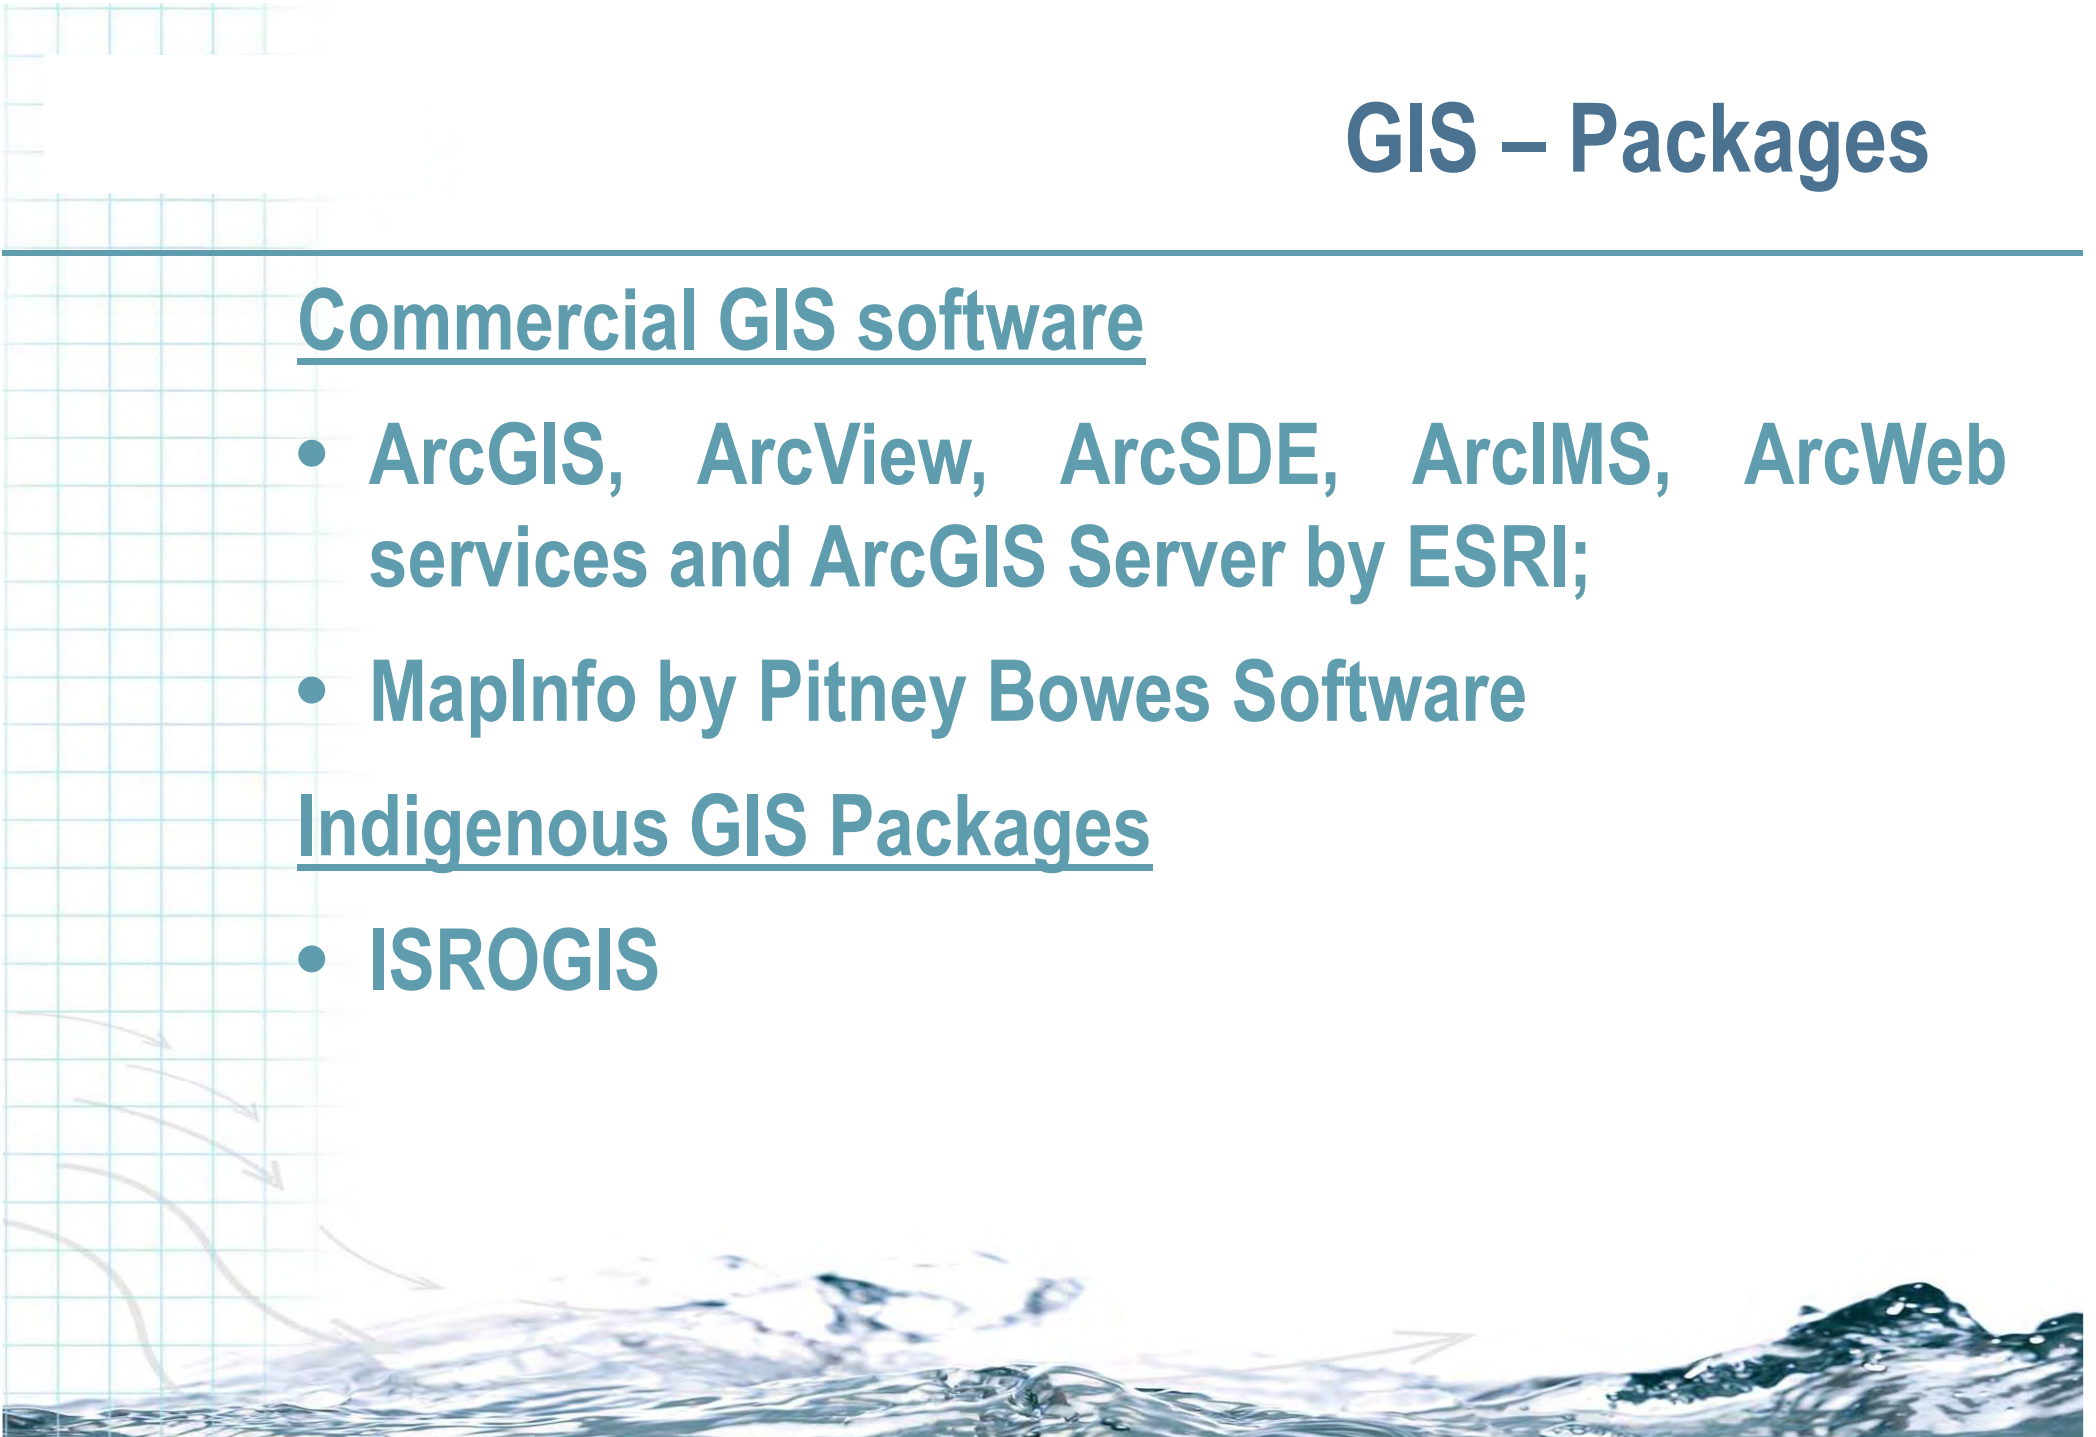 GIS – Packages
Commercial GIS software
• ArcGIS, ArcView, ArcSDE, ArcIMS, ArcWeb
services and ArcGIS Server by ESRI;
• MapInfo by Pitney Bowes Software
Indigenous GIS Packages
• ISROGIS